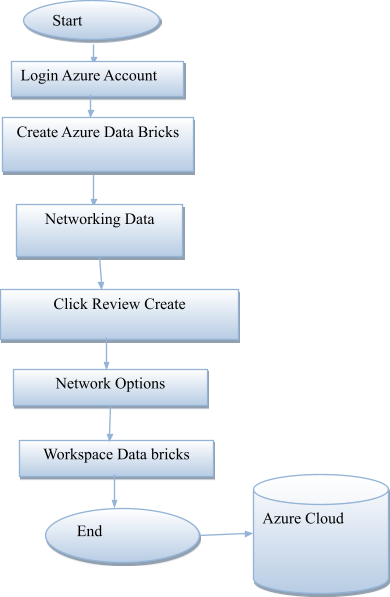 Start
Login Azure Account
Create Azure Data Bricks
Networking Data
Click Review Create
Network Options
Workspace Data bricks
End
Azure Cloud